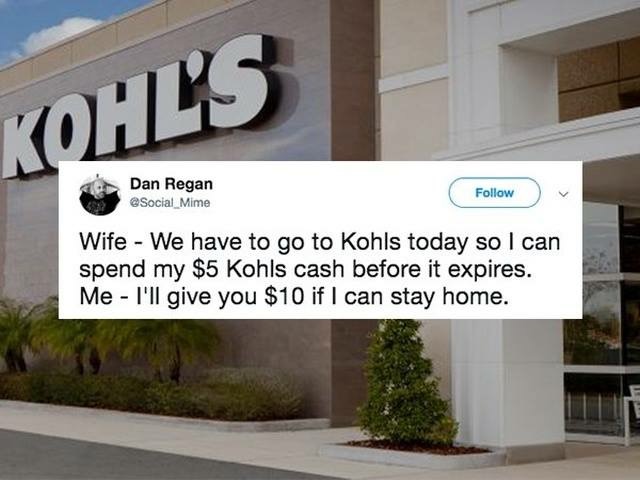 KOHL'S
Dan Regan
@Social_Mime
Follow
Wife - We have to go to Kohls today so I can
spend my $5 Kohls cash before it expires.
Me - I'll give you $10 if I can stay home.